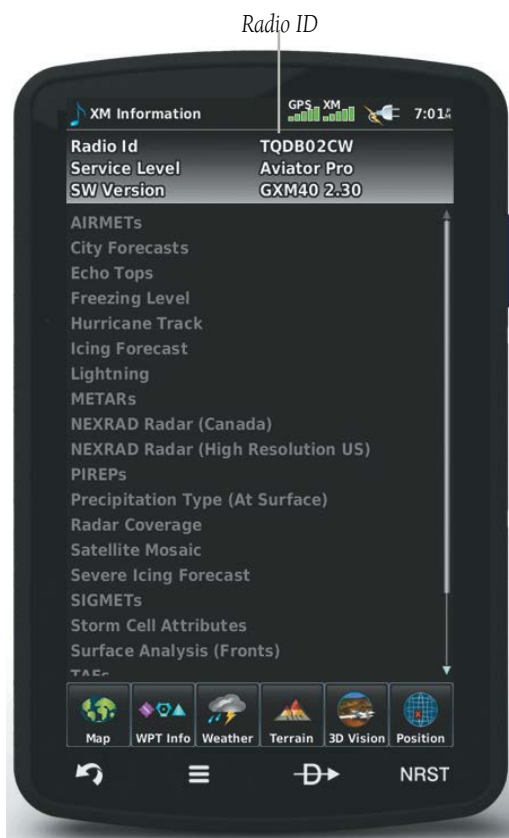 Radio ID
XM Information GPS XM 7:01
Radio Id TQDB02CW
Service Level Aviator Pro
SW Version GXM40 2.30
AIRMETs
City Forecasts
Echo Tops
Freezing Level
Hurricane Track
Icing Forecast
Lightning
METARs
NEXRAD Radar (Canada)
NEXRAD Radar (High Resolution US)
PIREPs
Precipitation Type (At Surface)
Radar Coverage
Satellite Mosaic
Severe Icing Forecast
SIGMETs
Storm Cell Attributes
Surface Analysis (Fronts)
TAFs
Map WPT Info Weather Terrain 3D Vision Position
NRST